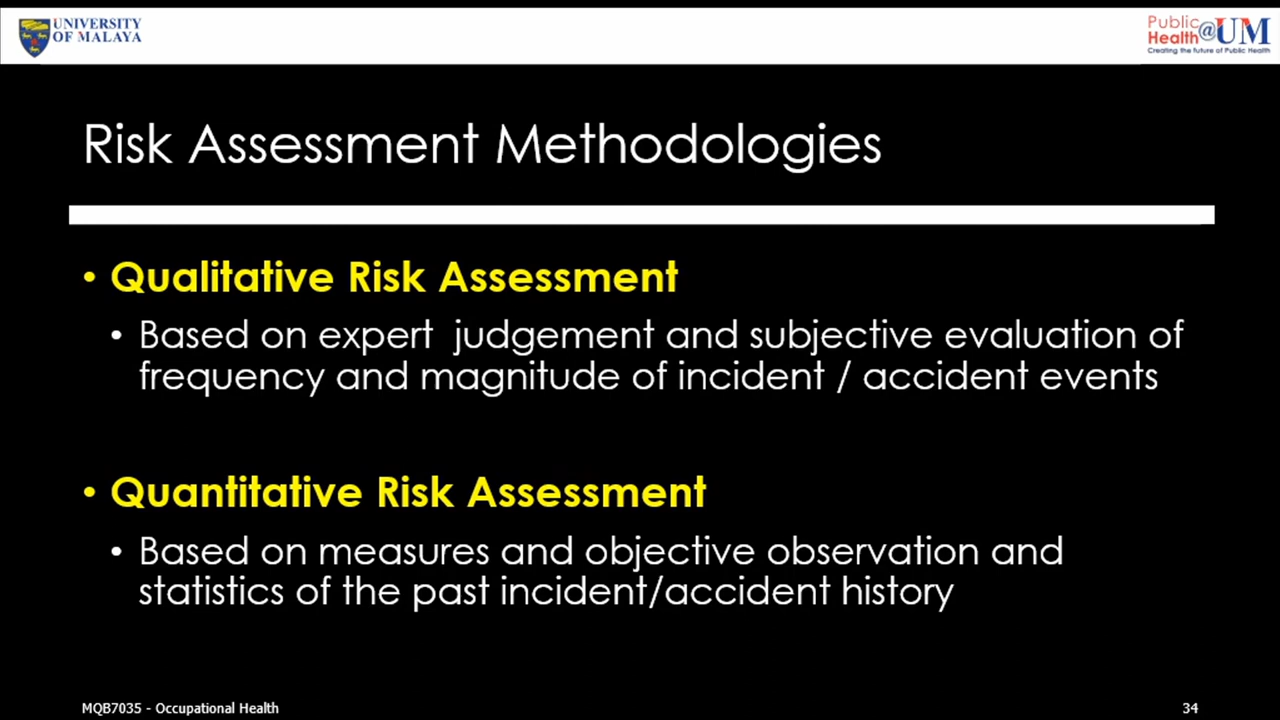 UNIVERSITY
OF MALAYA
Public
Health@UM
Creating the future of Public Health
Risk Assessment Methodologies
• Qualitative Risk Assessment
• Based on expert judgement and subjective evaluation of
frequency and magnitude of incident / accident events
• Quantitative Risk Assessment
• Based on measures and objective observation and
statistics of the past incident/accident history
MQB7035 - Occupational Health
34